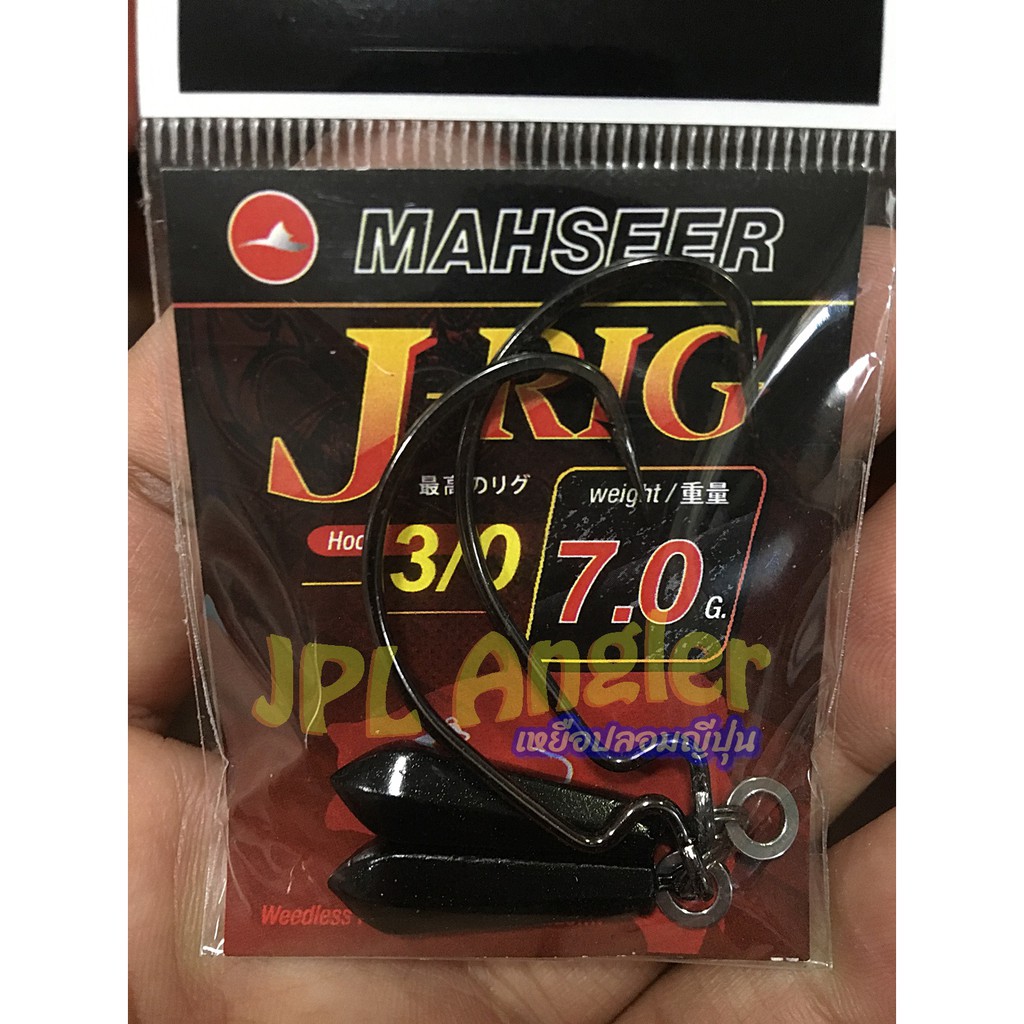 MAHSEER
J-RIG
最高のリグ
weight / 重量
3/0
7.0 G.
JPL Angler
เหยื่อปลอมญี่ปุ่น
Weedless